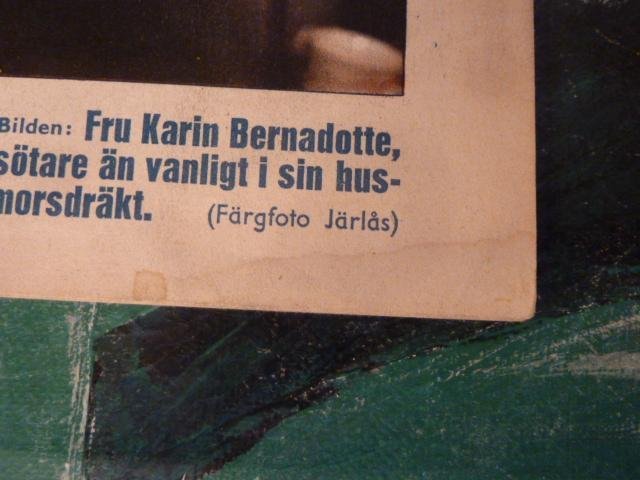 Bilden: Fru Karin Bernadotte,
sötare än vanligt i sin hus-
morsdräkt. (Färgfoto Järlås)